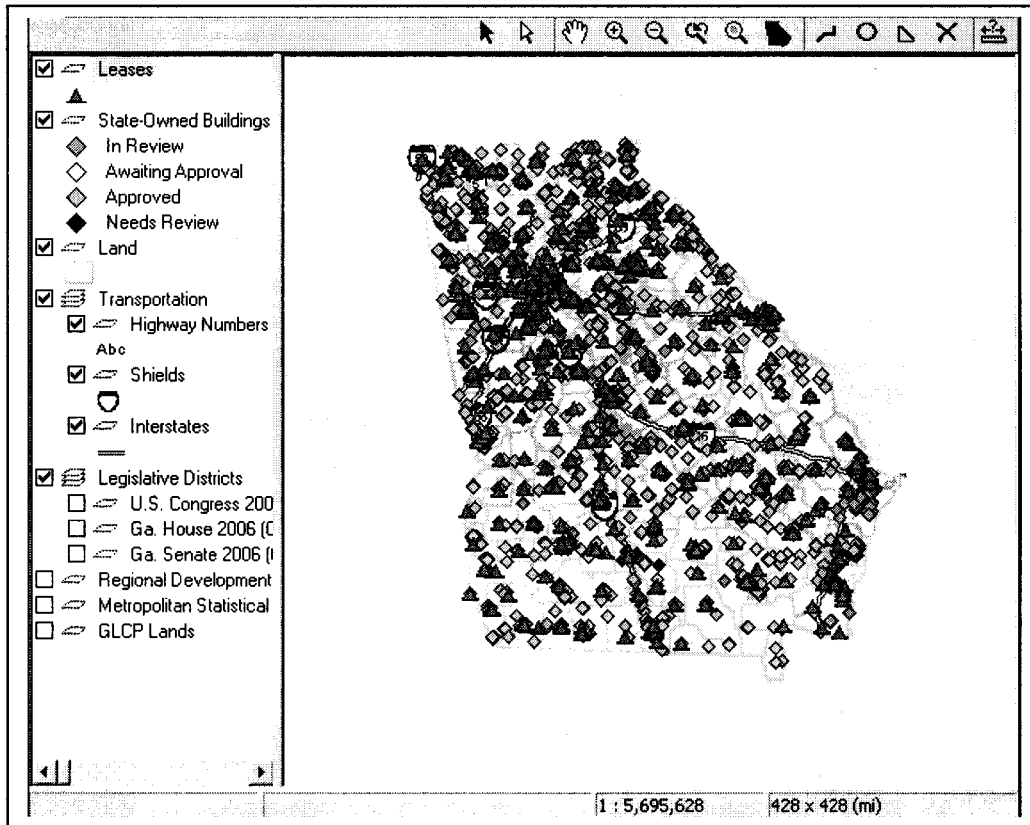 Leases
State-Owned Buildings
In Review
Awaiting Approval
Approved
Needs Review
Land
Transportation
Highway Numbers
Abc
Shields
Interstates
Legislative Districts
U.S. Congress 200
Ga. House 2006 (C
Ga. Senate 2006 (
Regional Development
Metropolitan Statistical
GLCP Lands
1 : 5,695,628
428 x 428 (mi)